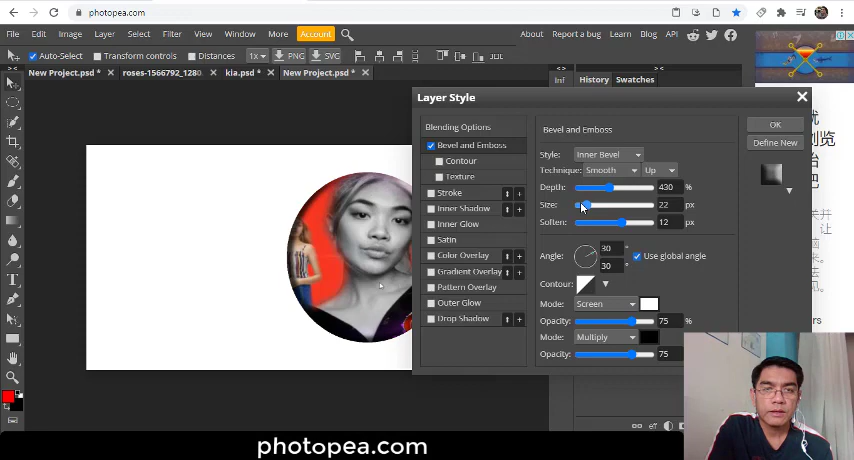 photopea.com
File Edit Image Layer Select Filter View Window More Account
About Report a bug Learn Blog API
Auto-Select Transform controls Distances 1x PNG SVG
New Project.psd * roses-1566792_1280. kia.psd * New Project.psd *
Inf History Swatches
Layer Style
Blending Options
Bevel and Emboss
Contour
Texture
Stroke
Inner Shadow
Inner Glow
Satin
Color Overlay
Gradient Overlay
Pattern Overlay
Outer Glow
Drop Shadow
Bevel and Emboss
Style: Inner Bevel
Technique: Smooth Up
Depth: 430 %
Size: 22 px
Soften: 12 px
Angle: 30 °
30 °
Use global angle
Contour:
Mode: Screen
Opacity: 75 %
Mode: Multiply
Opacity: 75
OK
Define New
eff
photopea.com